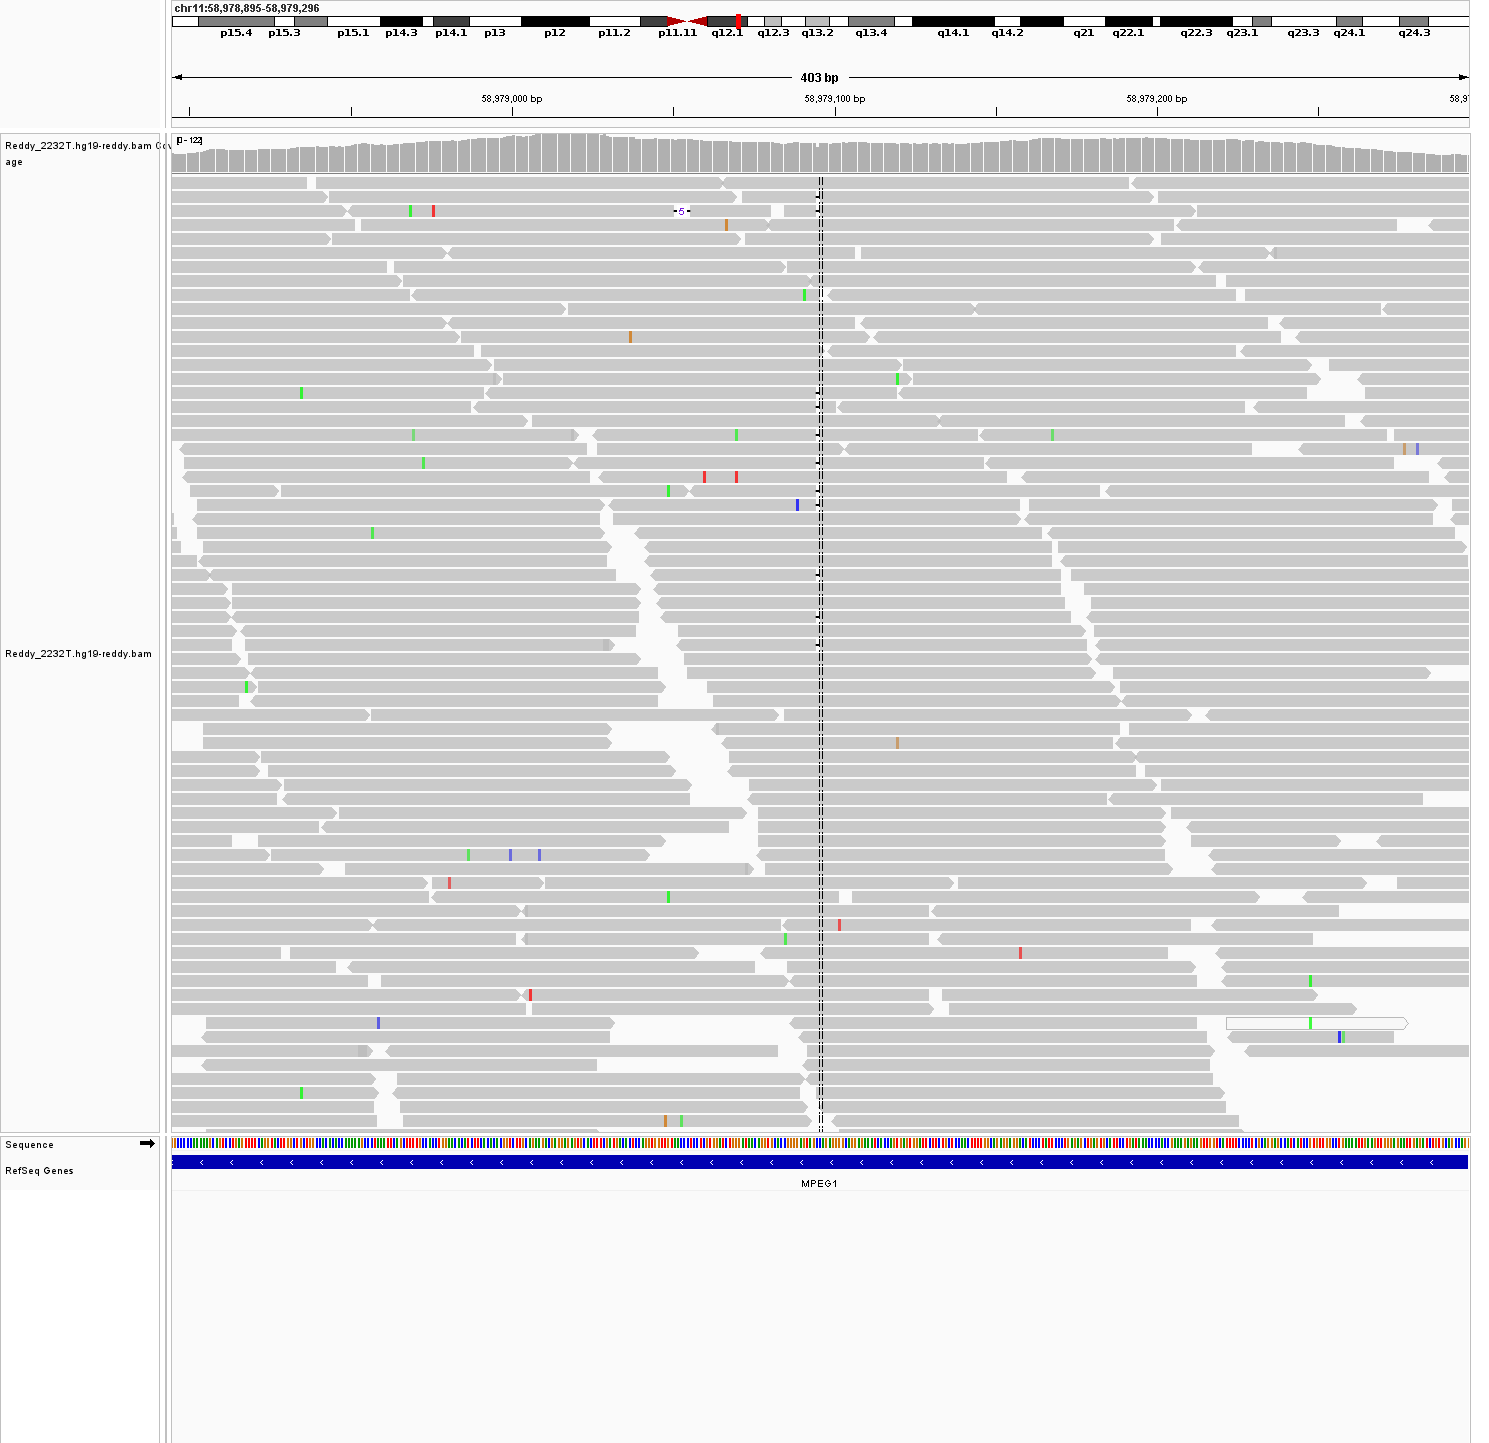 chr11:58,978,895-58,979,296
p15.4 p15.3 p15.1 p14.3 p14.1 p13 p12 p11.2 p11.11 q12.1 q12.3 q13.2 q13.4 q14.1 q14.2 q21 q22.1 q22.3 q23.1 q23.3 q24.1 q24.3
403 bp
58,979,000 bp 58,979,100 bp 58,979,200 bp 58,97
Reddy_2232T.hg19-reddy.bam Cov
age
[0 - 122]
5
Reddy_2232T.hg19-reddy.bam
Sequence
RefSeq Genes
MPEG1